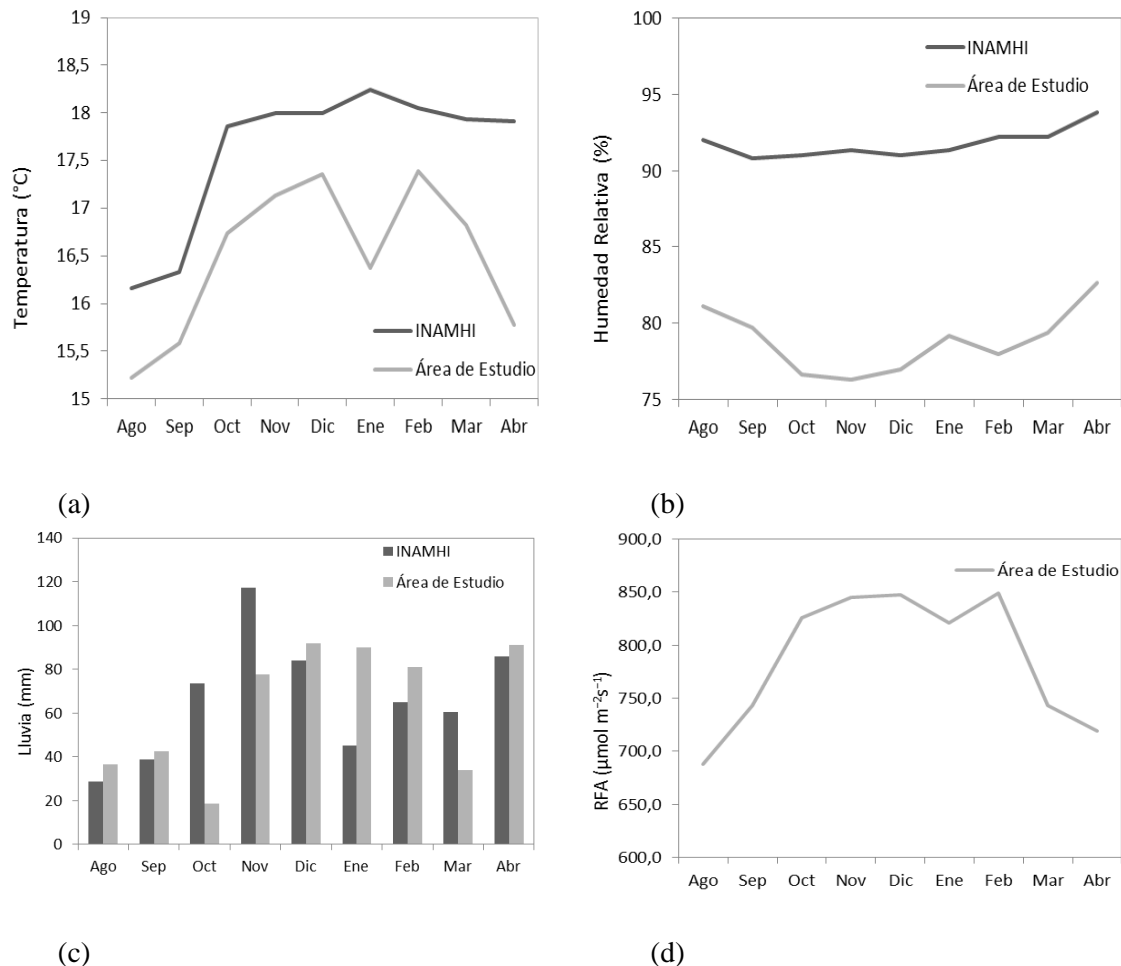 19
18,5
18
17,5
17
16,5
16
15,5
15
Temperatura (°C)
INAMHI
Área de Estudio
Ago Sep Oct Nov Dic Ene Feb Mar Abr
(a)
100
95
90
85
80
75
Humedad Relativa (%)
INAMHI
Área de Estudio
Ago Sep Oct Nov Dic Ene Feb Mar Abr
(b)
140
120
100
80
60
40
20
0
Lluvia (mm)
INAMHI
Área de Estudio
Ago Sep Oct Nov Dic Ene Feb Mar Abr
(c)
900,0
850,0
800,0
750,0
700,0
650,0
600,0
RFA (µmol m⁻²s⁻¹)
Área de Estudio
Ago Sep Oct Nov Dic Ene Feb Mar Abr
(d)